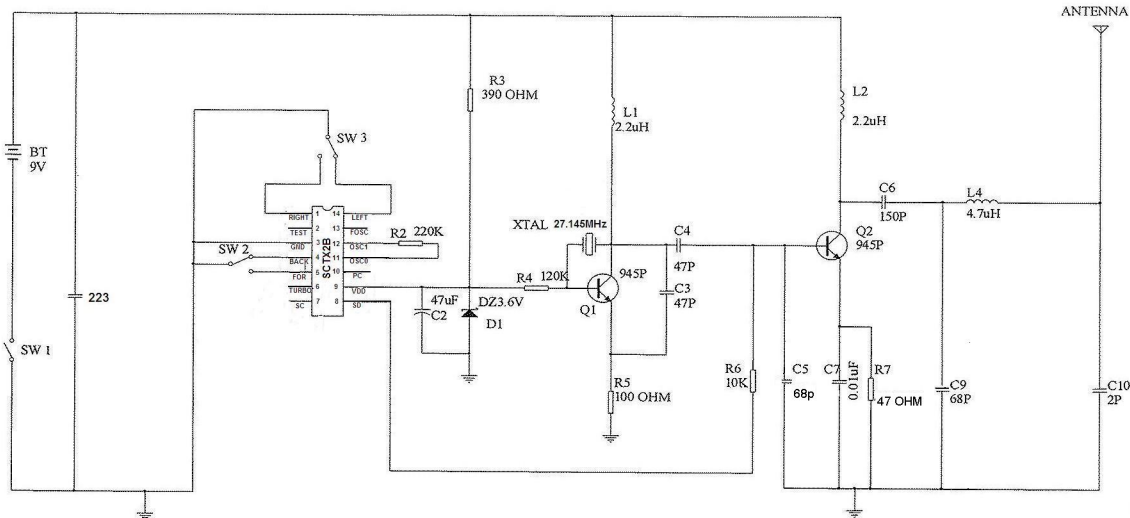 ANTENNA
R3
390 OHM
L1
2.2uH
L2
2.2uH
BT
9V
SW 3
RIGHT 1 14 LEFT
TEST 2 13 FOSC
GND 3 12 OSC1
BACK 4 11 OSC0
FOR 5 10 PC
TURBO 6 9 VDD
SC 7 8 SD
SCTX2B
R2 220K
SW 2
XTAL 27.145MHz
C4
47P
C6
150P
L4
4.7uH
Q2
945P
R4 120K
945P
Q1
C3
47P
47uF
C2
DZ3.6V
D1
223
SW 1
R5
100 OHM
R6
10K
C5
68p
C7
0.01uF
R7
47 OHM
C9
68P
C10
2P